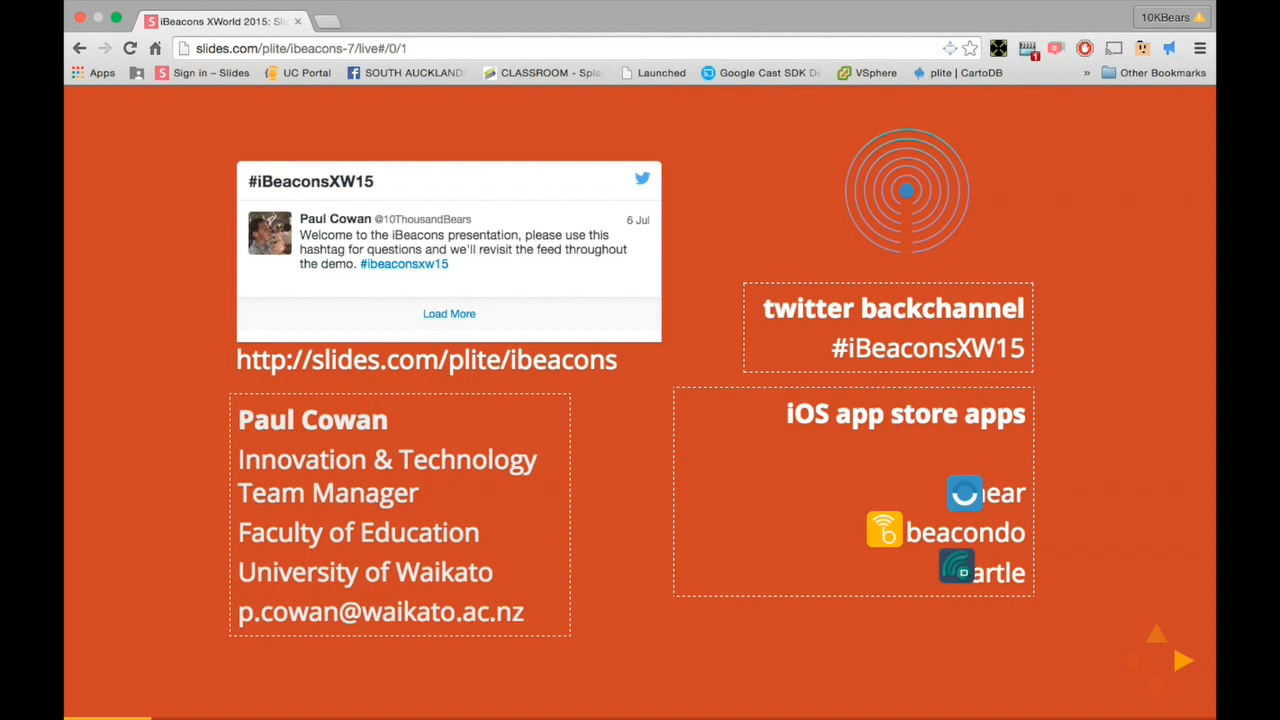 iBeacons XWorld 2015: Sli
10KBears
slides.com/plite/ibeacons-7/live#/0/1
1
Apps
Sign in – Slides
UC Portal
SOUTH AUCKLAND
CLASSROOM - Spla
Launched
Google Cast SDK De
VSphere
plite | CartoDB
»
Other Bookmarks
#iBeaconsXW15
Paul Cowan @10ThousandBears
6 Jul
Welcome to the iBeacons presentation, please use this
hashtag for questions and we'll revisit the feed throughout
the demo. #ibeaconsxw15
Load More
http://slides.com/plite/ibeacons
Paul Cowan
Innovation & Technology
Team Manager
Faculty of Education
University of Waikato
p.cowan@waikato.ac.nz
twitter backchannel
#iBeaconsXW15
iOS app store apps
near
beacondo
artle